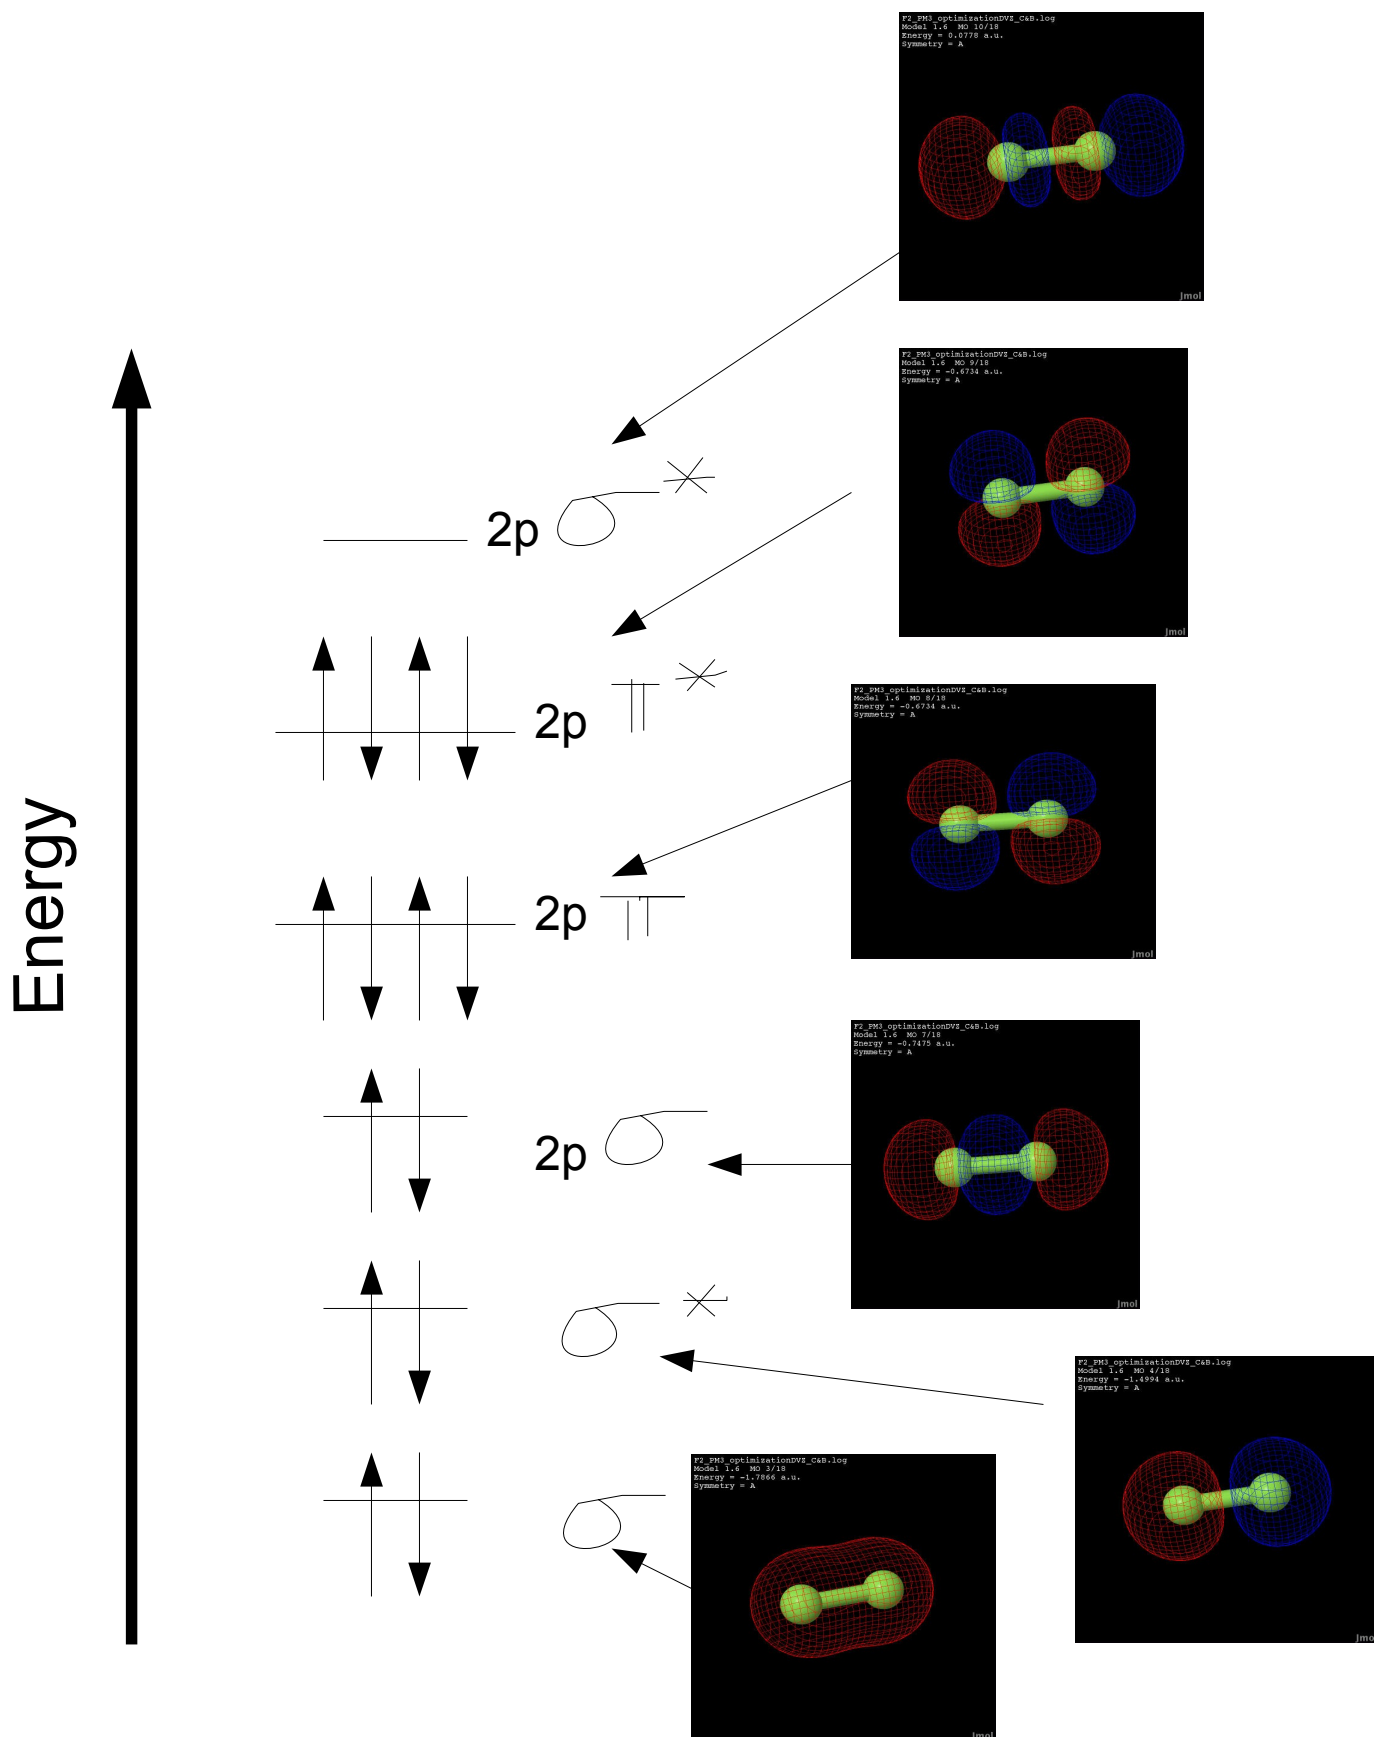 F2_PM3_optimizationDVZ_C&B.log
Model 1.6 MO 10/18
Energy = 0.0778 a.u.
Symmetry = A
Jmol
F2_PM3_optimizationDVZ_C&B.log
Model 1.6 MO 9/18
Energy = -0.6734 a.u.
Symmetry = A
Jmol
2p σ*
2p π*
F2_PM3_optimizationDVZ_C&B.log
Model 1.6 MO 8/18
Energy = -0.6734 a.u.
Symmetry = A
Jmol
Energy
2p π
F2_PM3_optimizationDVZ_C&B.log
Model 1.6 MO 7/18
Energy = -0.7475 a.u.
Symmetry = A
Jmol
2p σ
σ*
F2_PM3_optimizationDVZ_C&B.log
Model 1.6 MO 4/18
Energy = -1.4994 a.u.
Symmetry = A
Jmo
σ
F2_PM3_optimizationDVZ_C&B.log
Model 1.6 MO 3/18
Energy = -1.7866 a.u.
Symmetry = A
Jmol